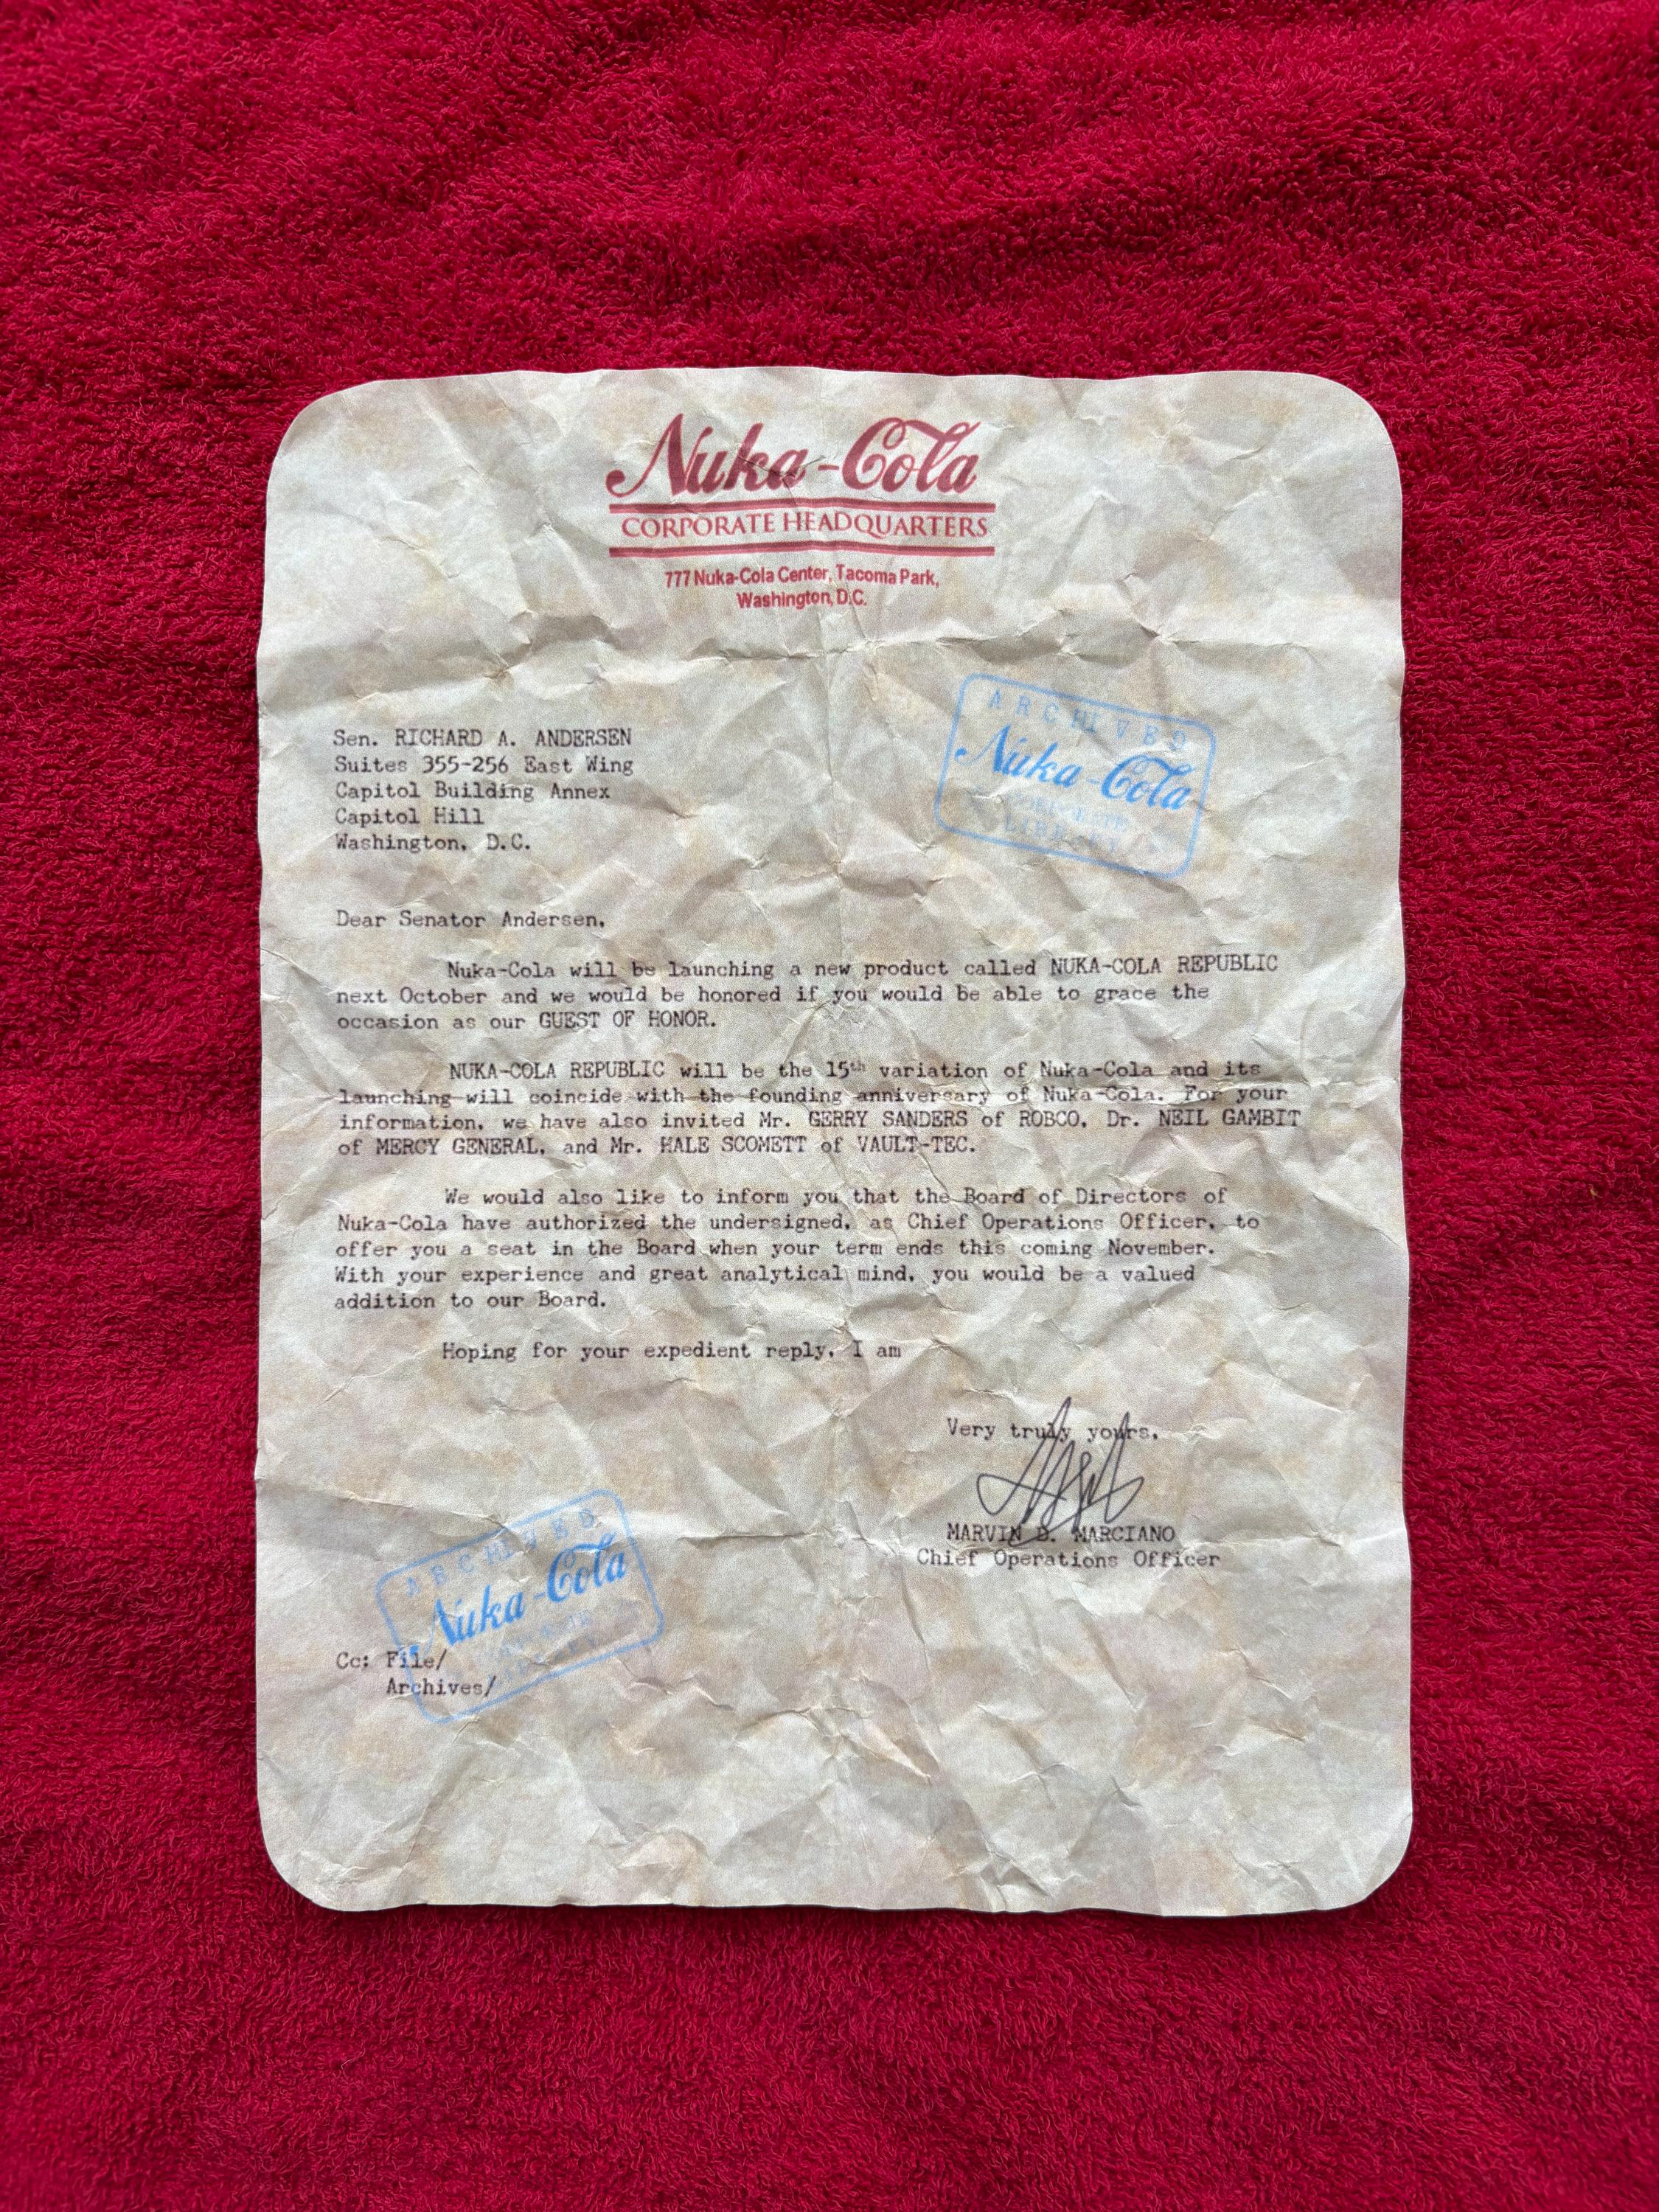 Nuka-Cola
CORPORATE HEADQUARTERS
777 Nuka-Cola Center, Tacoma Park,
Washington, D.C.
ARCHIVED
Nuka-Cola
CORPORATE
LIBRARY
Sen. RICHARD A. ANDERSEN
Suites 355-256 East Wing
Capitol Building Annex
Capitol Hill
Washington, D.C.
Dear Senator Andersen,
Nuka-Cola will be launching a new product called NUKA-COLA REPUBLIC
next October and we would be honored if you would be able to grace the
occasion as our GUEST OF HONOR.
NUKA-COLA REPUBLIC will be the 15th variation of Nuka-Cola and its
launching will coincide with the founding anniversary of Nuka-Cola. For your
information, we have also invited Mr. GERRY SANDERS of ROBCO, Dr. NEIL GAMBIT
of MERCY GENERAL, and Mr. HALE SCOMETT of VAULT-TEC.
We would also like to inform you that the Board of Directors of
Nuka-Cola have authorized the undersigned, as Chief Operations Officer, to
offer you a seat in the Board when your term ends this coming November.
With your experience and great analytical mind, you would be a valued
addition to our Board.
Hoping for your expedient reply, I am
Very truly yours,
MARVIN B. MARCIANO
Chief Operations Officer
ARCHIVED
Nuka-Cola
Cc: File/
Archives/